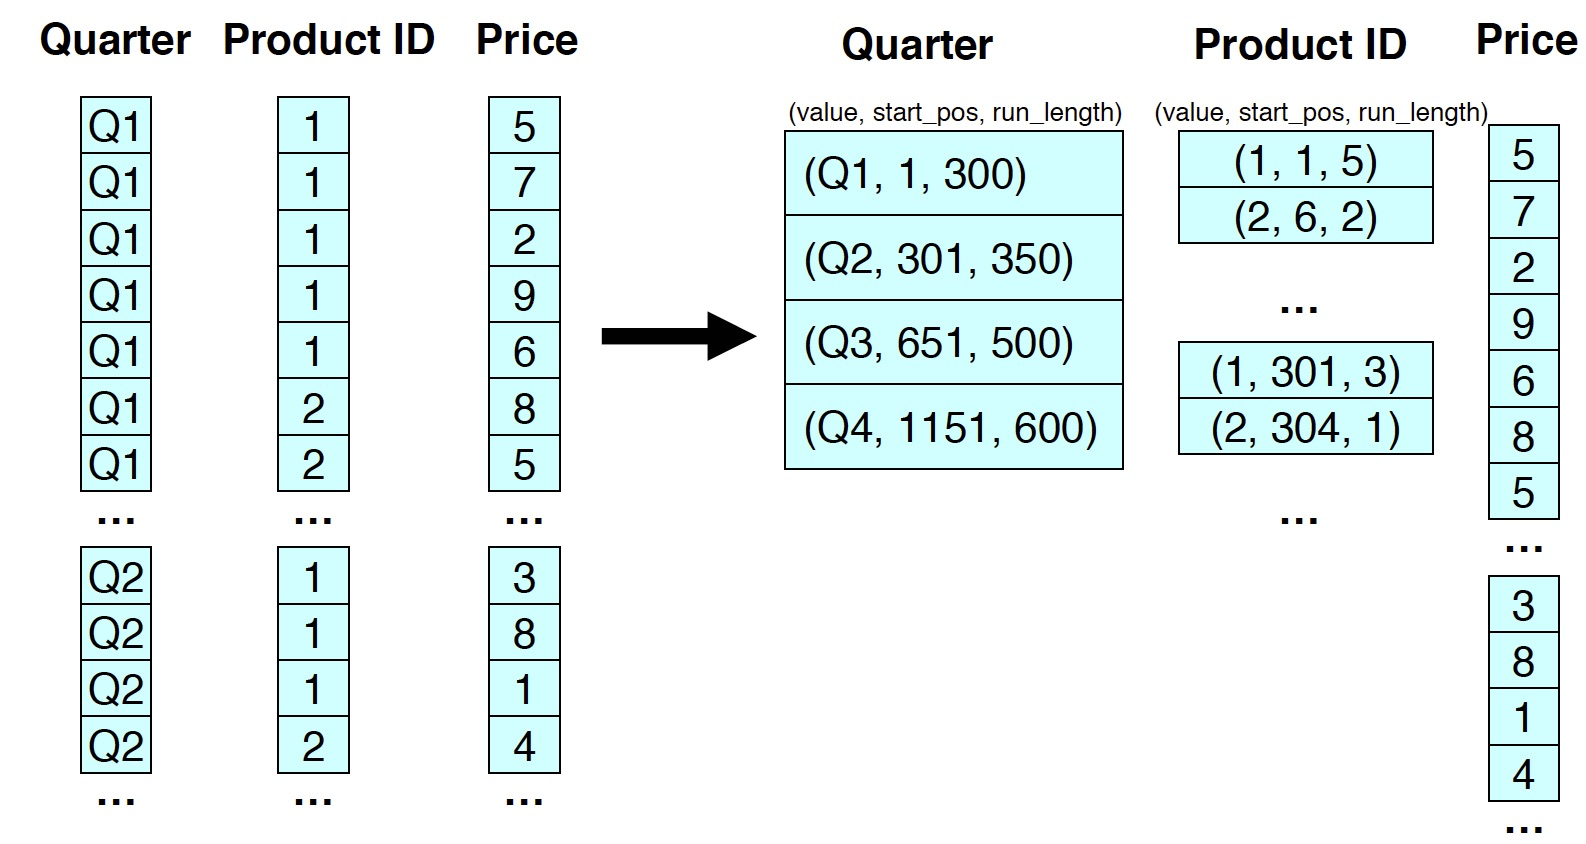 Quarter Product ID Price
Q1 1 5
Q1 1 7
Q1 1 2
Q1 1 9
Q1 1 6
Q1 2 8
Q1 2 5
... ... ...
Q2 1 3
Q2 1 8
Q2 1 1
Q2 2 4
... ... ...
Quarter
(value, start_pos, run_length)
(Q1, 1, 300)
(Q2, 301, 350)
(Q3, 651, 500)
(Q4, 1151, 600)
Product ID
(value, start_pos, run_length)
(1, 1, 5)
(2, 6, 2)
...
(1, 301, 3)
(2, 304, 1)
...
Price
5
7
2
9
6
8
5
...
3
8
1
4
...